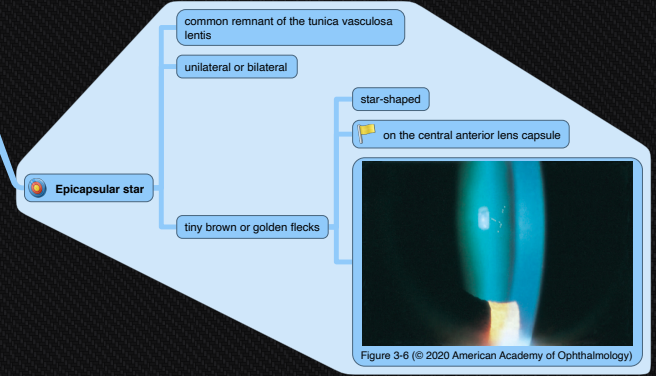 common remnant of the tunica vasculosa
lentis
unilateral or bilateral
star-shaped
on the central anterior lens capsule
Epicapsular star
tiny brown or golden flecks
Figure 3-6 (© 2020 American Academy of Ophthalmology)